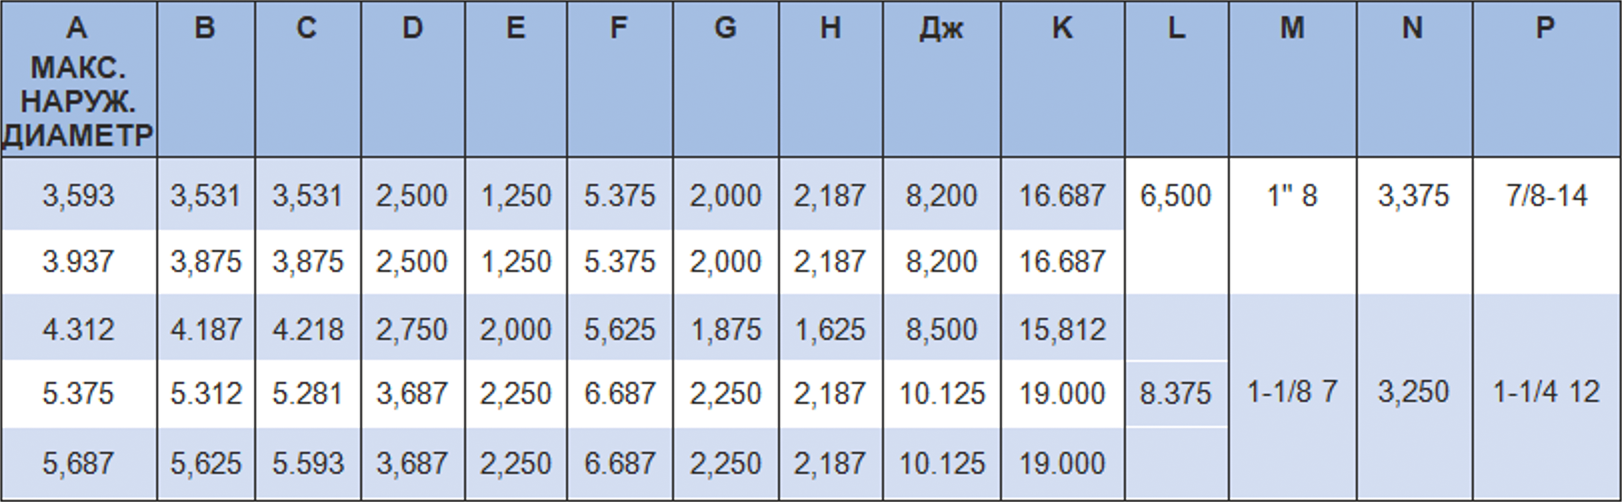 A B C D E F G H Дж K L M N P
МАКС.
НАРУЖ.
ДИАМЕТР
3,593 3,531 3,531 2,500 1,250 5.375 2,000 2,187 8,200 16.687 6,500 1" 8 3,375 7/8-14
3.937 3,875 3,875 2,500 1,250 5.375 2,000 2,187 8,200 16.687
4.312 4.187 4.218 2,750 2,000 5,625 1,875 1,625 8,500 15,812
5.375 5.312 5.281 3,687 2,250 6.687 2,250 2,187 10.125 19.000 8.375 1-1/8 7 3,250 1-1/4 12
5,687 5,625 5.593 3,687 2,250 6.687 2,250 2,187 10.125 19.000